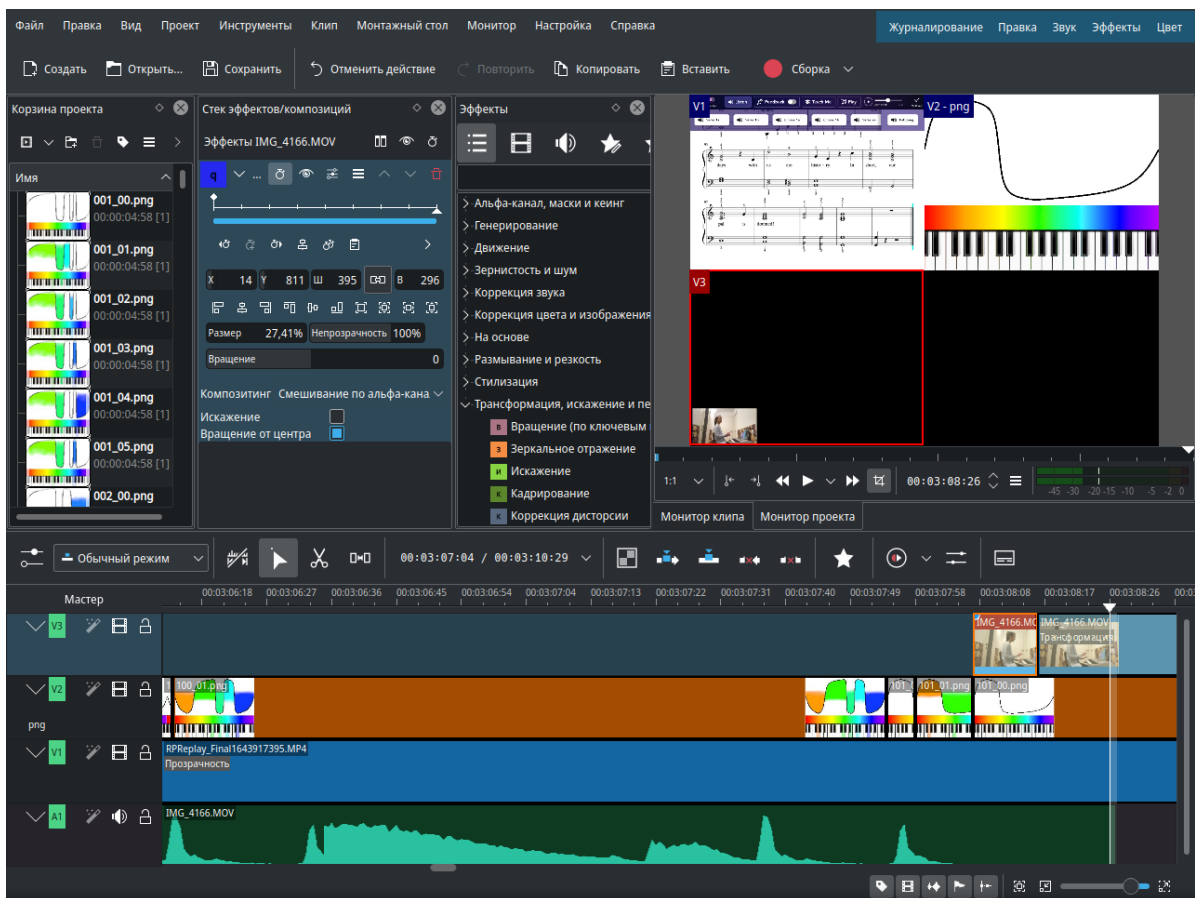 Файл Правка Вид Проект Инструменты Клип Монтажный стол Монитор Настройка Справка
Журналирование Правка Звук Эффекты Цвет
Создать Открыть... Сохранить Отменить действие Повторить Копировать Вставить Сборка
Корзина проекта
Имя
001_00.png
00:00:04:58 [1]
001_01.png
00:00:04:58 [1]
001_02.png
00:00:04:58 [1]
001_03.png
00:00:04:58 [1]
001_04.png
00:00:04:58 [1]
001_05.png
00:00:04:58 [1]
002_00.png
Стек эффектов/композиций
Эффекты IMG_4166.MOV
q ...
X 14 Y 811 Ш 395 В 296
Размер 27,41% Непрозрачность 100%
Вращение 0
Композитинг Смешивание по альфа-кана
Искажение
Вращение от центра
Эффекты
Альфа-канал, маски и кеинг
Генерирование
Движение
Зернистость и шум
Коррекция звука
Коррекция цвета и изображения
На основе
Размывание и резкость
Стилизация
Трансформация, искажение и пе
в Вращение (по ключевым
з Зеркальное отражение
и Искажение
к Кадрирование
к Коррекция дисторсии
V1
V2 - png
V3
1:1 00:03:08:26
-45 -30 -20 -15 -10 -5 -2 0
Монитор клипа Монитор проекта
Обычный режим 00:03:07:04 / 00:03:10:29
Мастер
00:03:06:18 00:03:06:27 00:03:06:36 00:03:06:45 00:03:06:54 00:03:07:04 00:03:07:13 00:03:07:22 00:03:07:31 00:03:07:40 00:03:07:49 00:03:07:58 00:03:08:08 00:03:08:17 00:03:08:26
V3
IMG_4166.MO IMG_4166.MOV
Трансформация
V2
png
100_01.png 101_01.png 101_00.png
V1
RPReplay_Final1643917395.MP4
Прозрачность
A1
IMG_4166.MOV